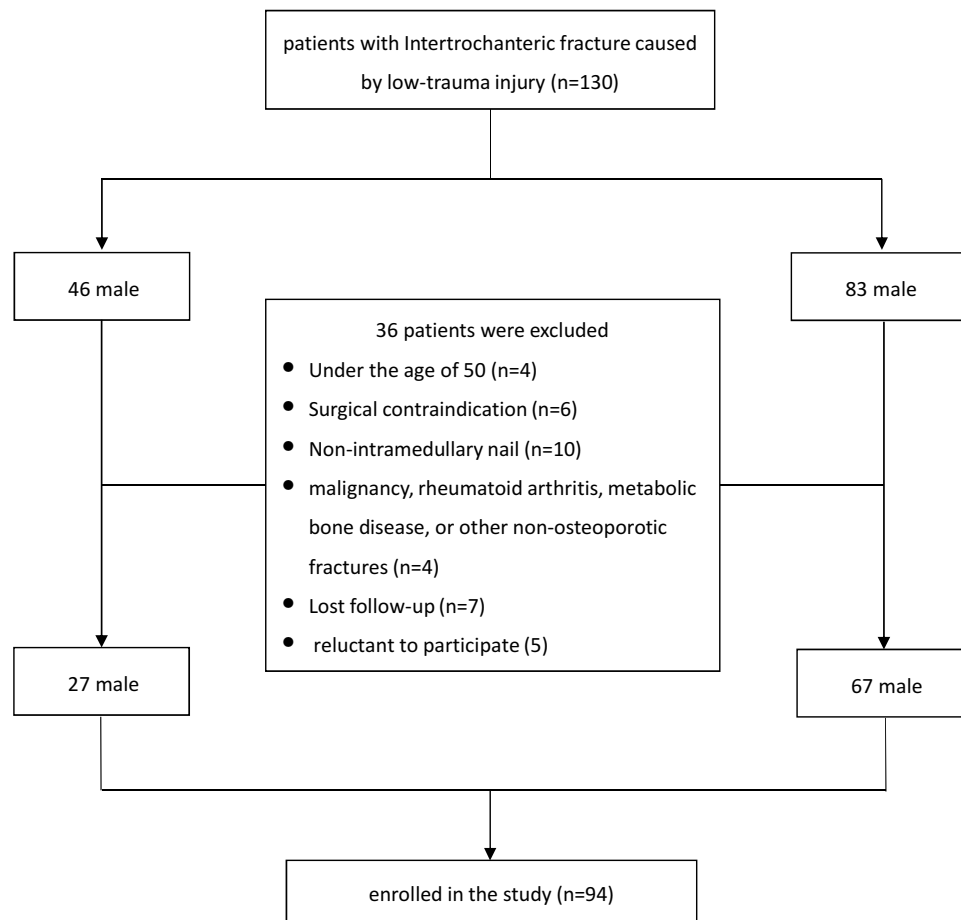 patients with Intertrochanteric fracture caused
by low-trauma injury (n=130)
46 male
83 male
36 patients were excluded
• Under the age of 50 (n=4)
• Surgical contraindication (n=6)
• Non-intramedullary nail (n=10)
• malignancy, rheumatoid arthritis, metabolic
bone disease, or other non-osteoporotic
fractures (n=4)
• Lost follow-up (n=7)
• reluctant to participate (5)
27 male
67 male
enrolled in the study (n=94)